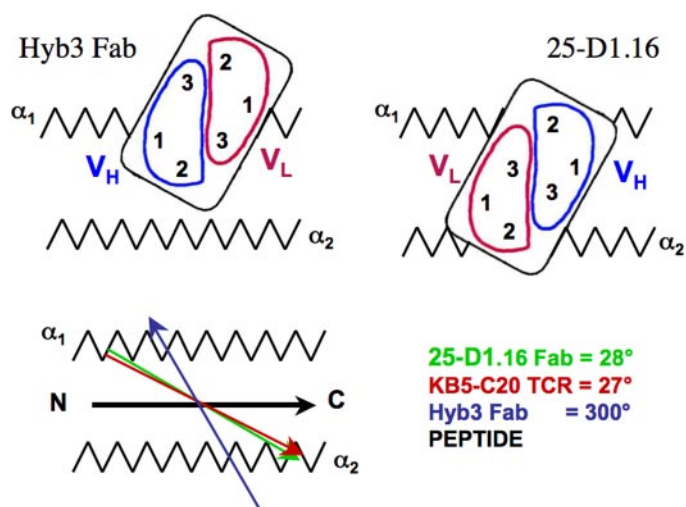 Hyb3 Fab
25-D1.16
α1
3
2
1
1
2
3
VH
VL
α2
α1
2
VL
3
1
VH
1
3
2
α2
α1
N
C
α2
25-D1.16 Fab = 28°
KB5-C20 TCR = 27°
Hyb3 Fab = 300°
PEPTIDE